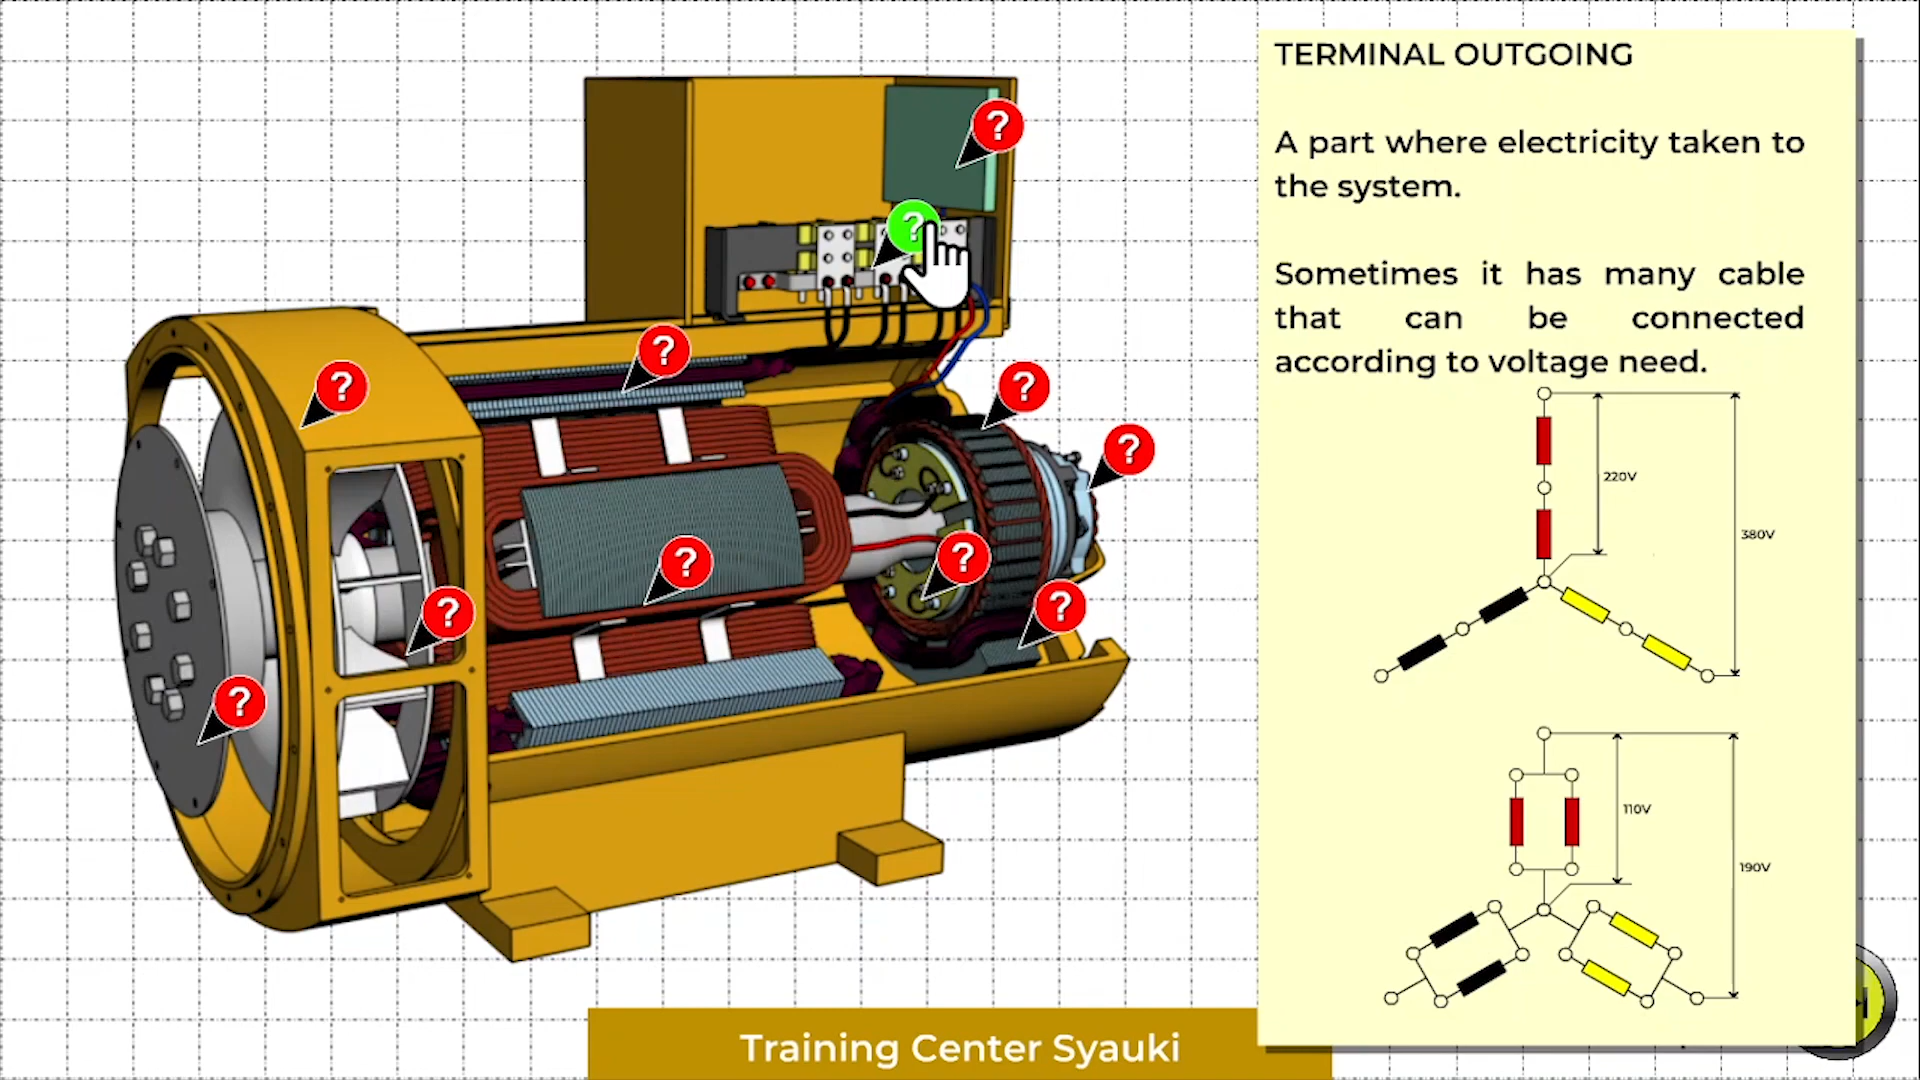 TERMINAL OUTGOING
A part where electricity taken to
the system.
Sometimes it has many cable
that can be connected
according to voltage need.
220V
380V
110V
190V
?
?
?
?
?
?
?
?
?
?
?
Training Center Syauki